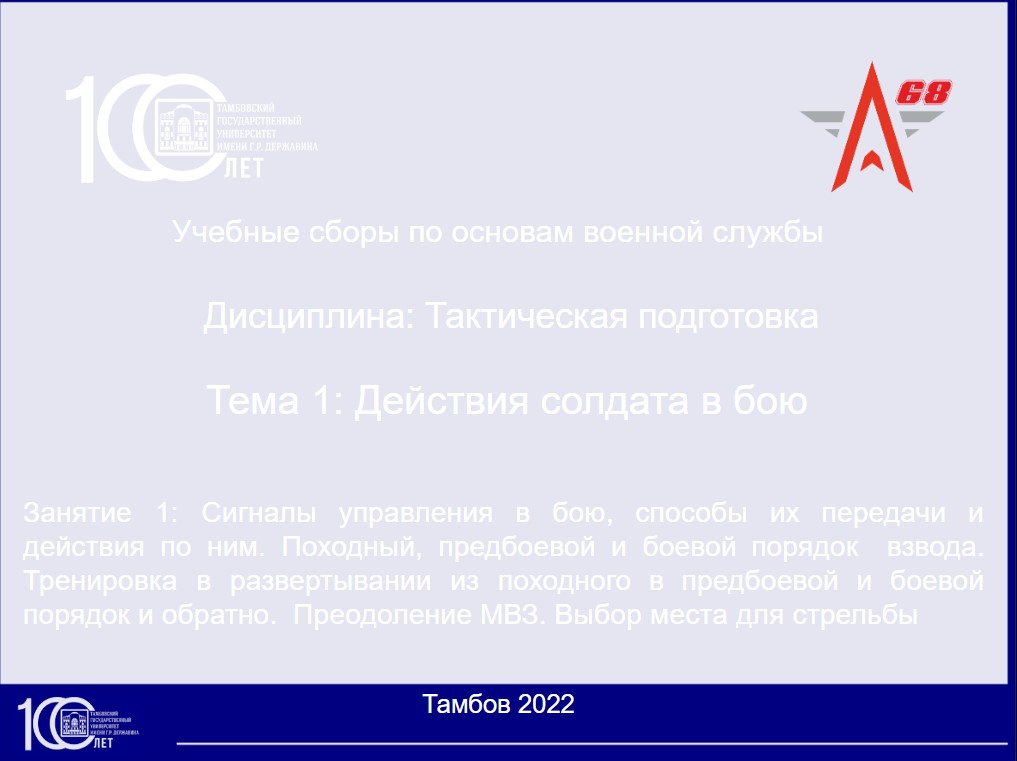 100
ТАМБОВСКИЙ
ГОСУДАРСТВЕННЫЙ
УНИВЕРСИТЕТ
ИМЕНИ Г.Р. ДЕРЖАВИНА
ЛЕТ
68
Учебные сборы по основам военной службы
Дисциплина: Тактическая подготовка
Тема 1: Действия солдата в бою
Занятие 1: Сигналы управления в бою, способы их передачи и
действия по ним. Походный, предбоевой и боевой порядок взвода.
Тренировка в развертывании из походного в предбоевой и боевой
порядок и обратно. Преодоление МВЗ. Выбор места для стрельбы
Тамбов 2022
100
ТАМБОВСКИЙ
ГОСУДАРСТВЕННЫЙ
УНИВЕРСИТЕТ
ИМЕНИ Г.Р. ДЕРЖАВИНА
ЛЕТ